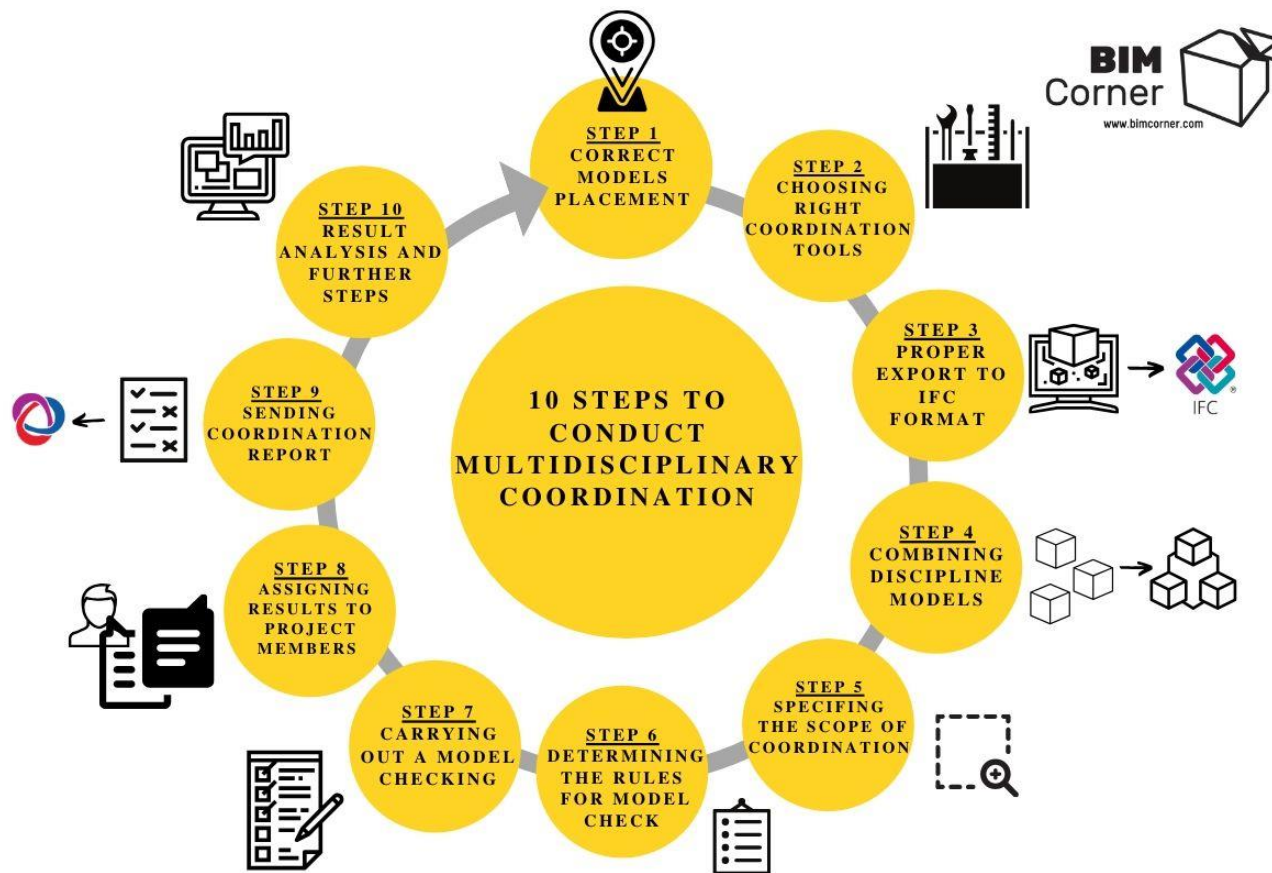 BIM
Corner
www.bimcorner.com
STEP 1
CORRECT
MODELS
PLACEMENT
STEP 2
CHOOSING
RIGHT
COORDINATION
TOOLS
STEP 3
PROPER
EXPORT TO
IFC
FORMAT
IFC
®
STEP 4
COMBINING
DISCIPLINE
MODELS
STEP 5
SPECIFING
THE SCOPE OF
COORDINATION
STEP 6
DETERMINING
THE RULES
FOR MODEL
CHECK
STEP 7
CARRYING
OUT A MODEL
CHECKING
STEP 8
ASSIGNING
RESULTS TO
PROJECT
MEMBERS
STEP 9
SENDING
COORDINATION
REPORT
STEP 10
RESULT
ANALYSIS AND
FURTHER
STEPS
10 STEPS TO
CONDUCT
MULTIDISCIPLINARY
COORDINATION